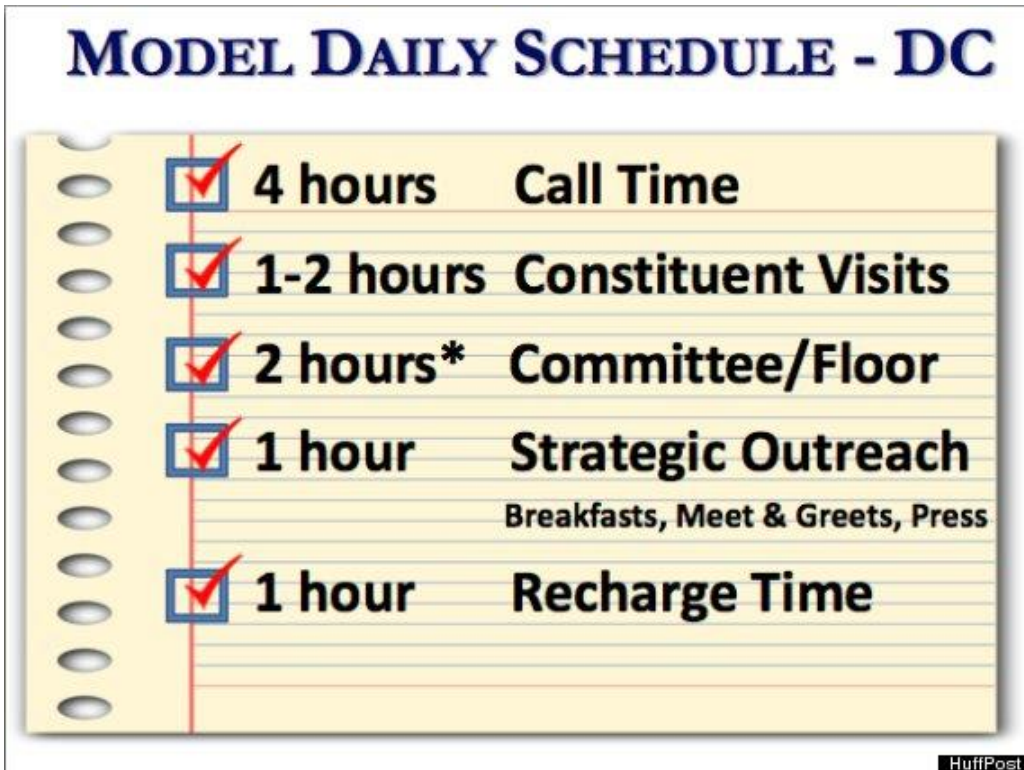 MODEL DAILY SCHEDULE - DC
4 hours Call Time
1-2 hours Constituent Visits
2 hours* Committee/Floor
1 hour Strategic Outreach
Breakfasts, Meet & Greets, Press
1 hour Recharge Time
HuffPost